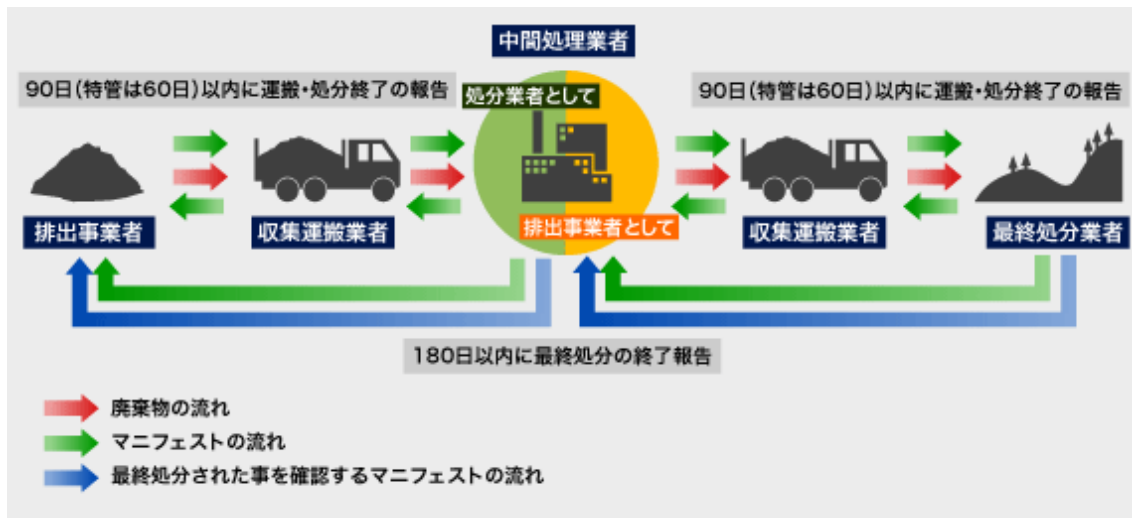 中間処理業者
90日(特管は60日)以内に運搬・処分終了の報告
処分業者として
90日(特管は60日)以内に運搬・処分終了の報告
排出事業者
収集運搬業者
排出事業者として
収集運搬業者
最終処分業者
180日以内に最終処分の終了報告
廃棄物の流れ
マニフェストの流れ
最終処分された事を確認するマニフェストの流れ